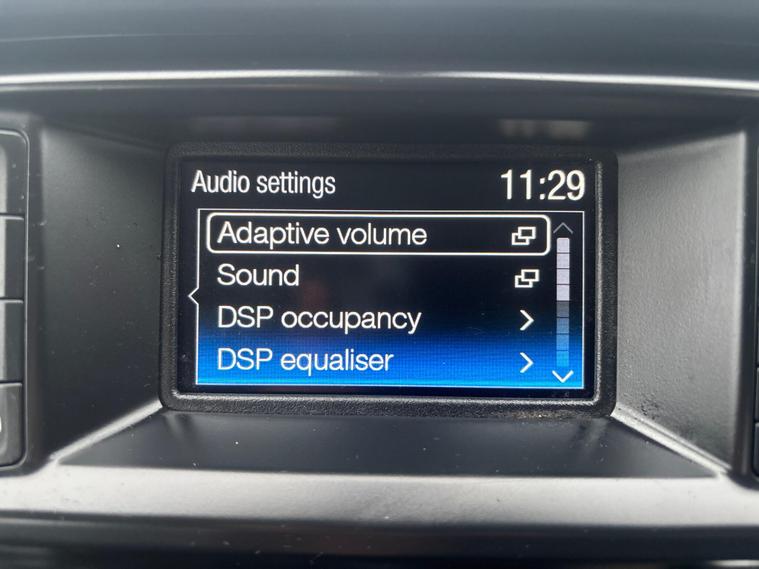 Audio settings 11:29
Adaptive volume
Sound
DSP occupancy
DSP equaliser